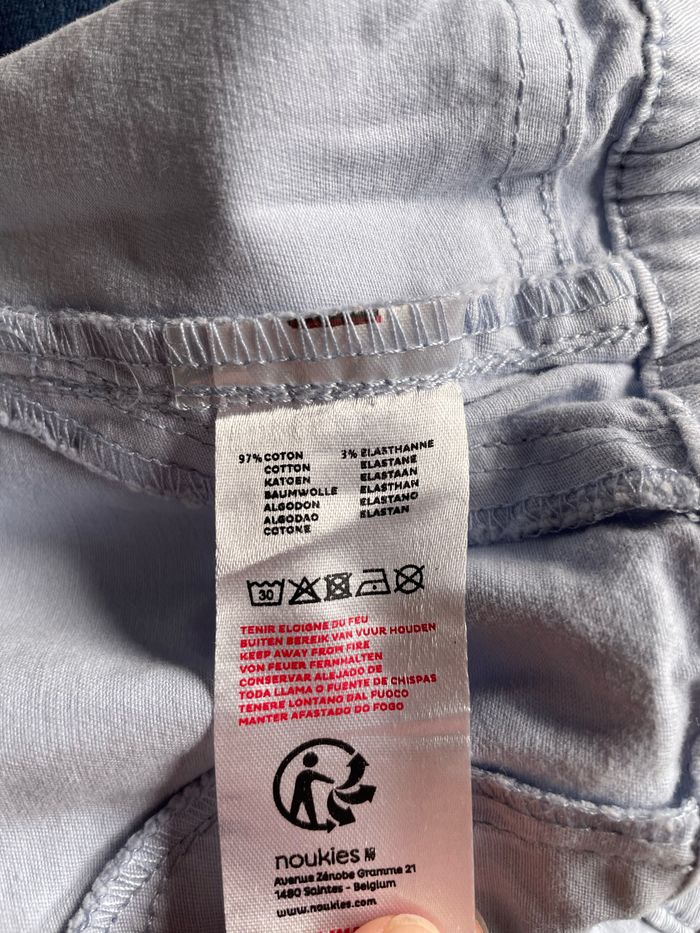 97% COTON
COTTON
KATOEN
BAUMWOLLE
ALGODON
ALGODAO
COTONE
3% ELASTHANNE
ELASTANE
ELASTAAN
ELASTHAN
ELASTANO
ELASTAN
30
TENIR ELOIGNE DU FEU
BUITEN BEREIK VAN VUUR HOUDEN
KEEP AWAY FROM FIRE
VON FEUER FERNHALTEN
CONSERVAR ALEJADO DE
TODA LLAMA O FUENTE DE CHISPAS
TENERE LONTANO DAL FUOCO
MANTER AFASTADO DO FOGO
noukies
Avenue Zénobe Gramme 21
1480 Saintes - Belgium
www.noukies.com